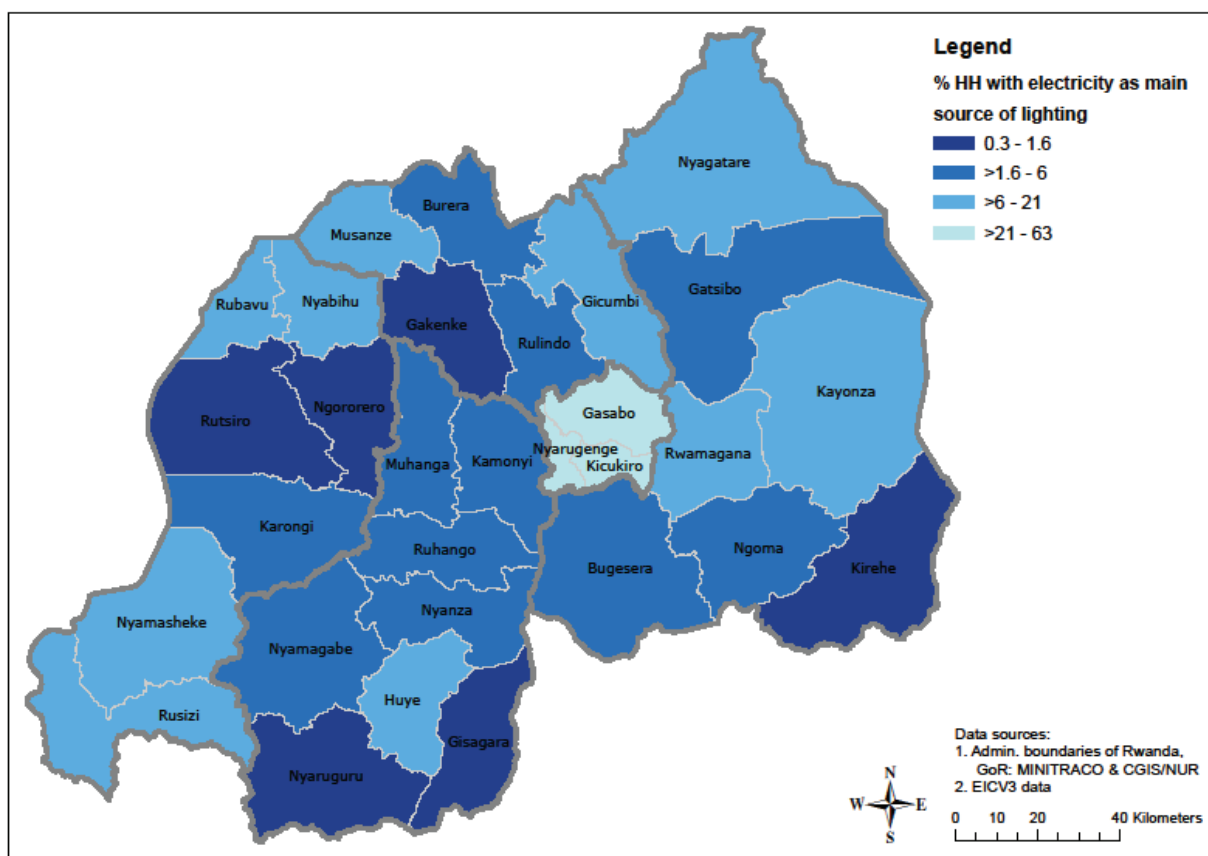 Legend
% HH with electricity as main
source of lighting
0.3 - 1.6
>1.6 - 6
>6 - 21
>21 - 63
Nyagatare
Burera
Musanze
Rubavu
Nyabihu
Gatsibo
Gicumbi
Gakenke
Rulindo
Kayonza
Gasabo
Rutsiro
Ngororero
Nyarugenge
Rwamagana
Muhanga
Kamonyi
Kicukiro
Karongi
Ruhango
Ngoma
Bugesera
Kirehe
Nyanza
Nyamasheke
Nyamagabe
Huye
Rusizi
Gisagara
Nyaruguru
Data sources:
1. Admin. boundaries of Rwanda,
GoR: MINITRACO & CGIS/NUR
2. EICV3 data
N
W
E
S
0 10 20 40 Kilometers